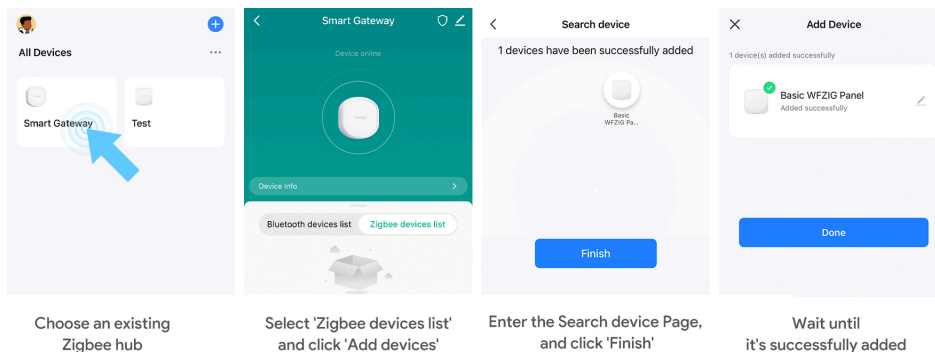 All Devices
...
Smart Gateway
Test
Choose an existing
Zigbee hub
Smart Gateway
Device online
Device Info
Bluetooth devices list
Zigbee devices list
Select 'Zigbee devices list'
and click 'Add devices'
Search device
1 devices have been successfully added
Basic
WFZIG Pa...
Finish
Enter the Search device Page,
and click 'Finish'
Add Device
1 device(s) added successfully
Basic WFZIG Panel
Added successfully
Done
Wait until
it's successfully added